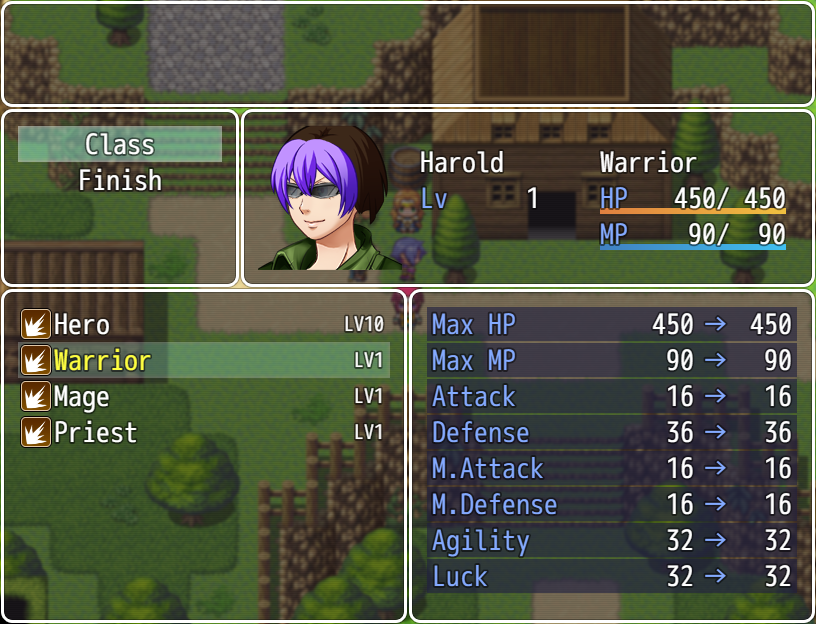 Class
Finish
Harold Warrior
Lv 1 HP 450/ 450
MP 90/ 90
Hero LV10
Warrior LV1
Mage LV1
Priest LV1
Max HP 450 → 450
Max MP 90 → 90
Attack 16 → 16
Defense 36 → 36
M.Attack 16 → 16
M.Defense 16 → 16
Agility 32 → 32
Luck 32 → 32